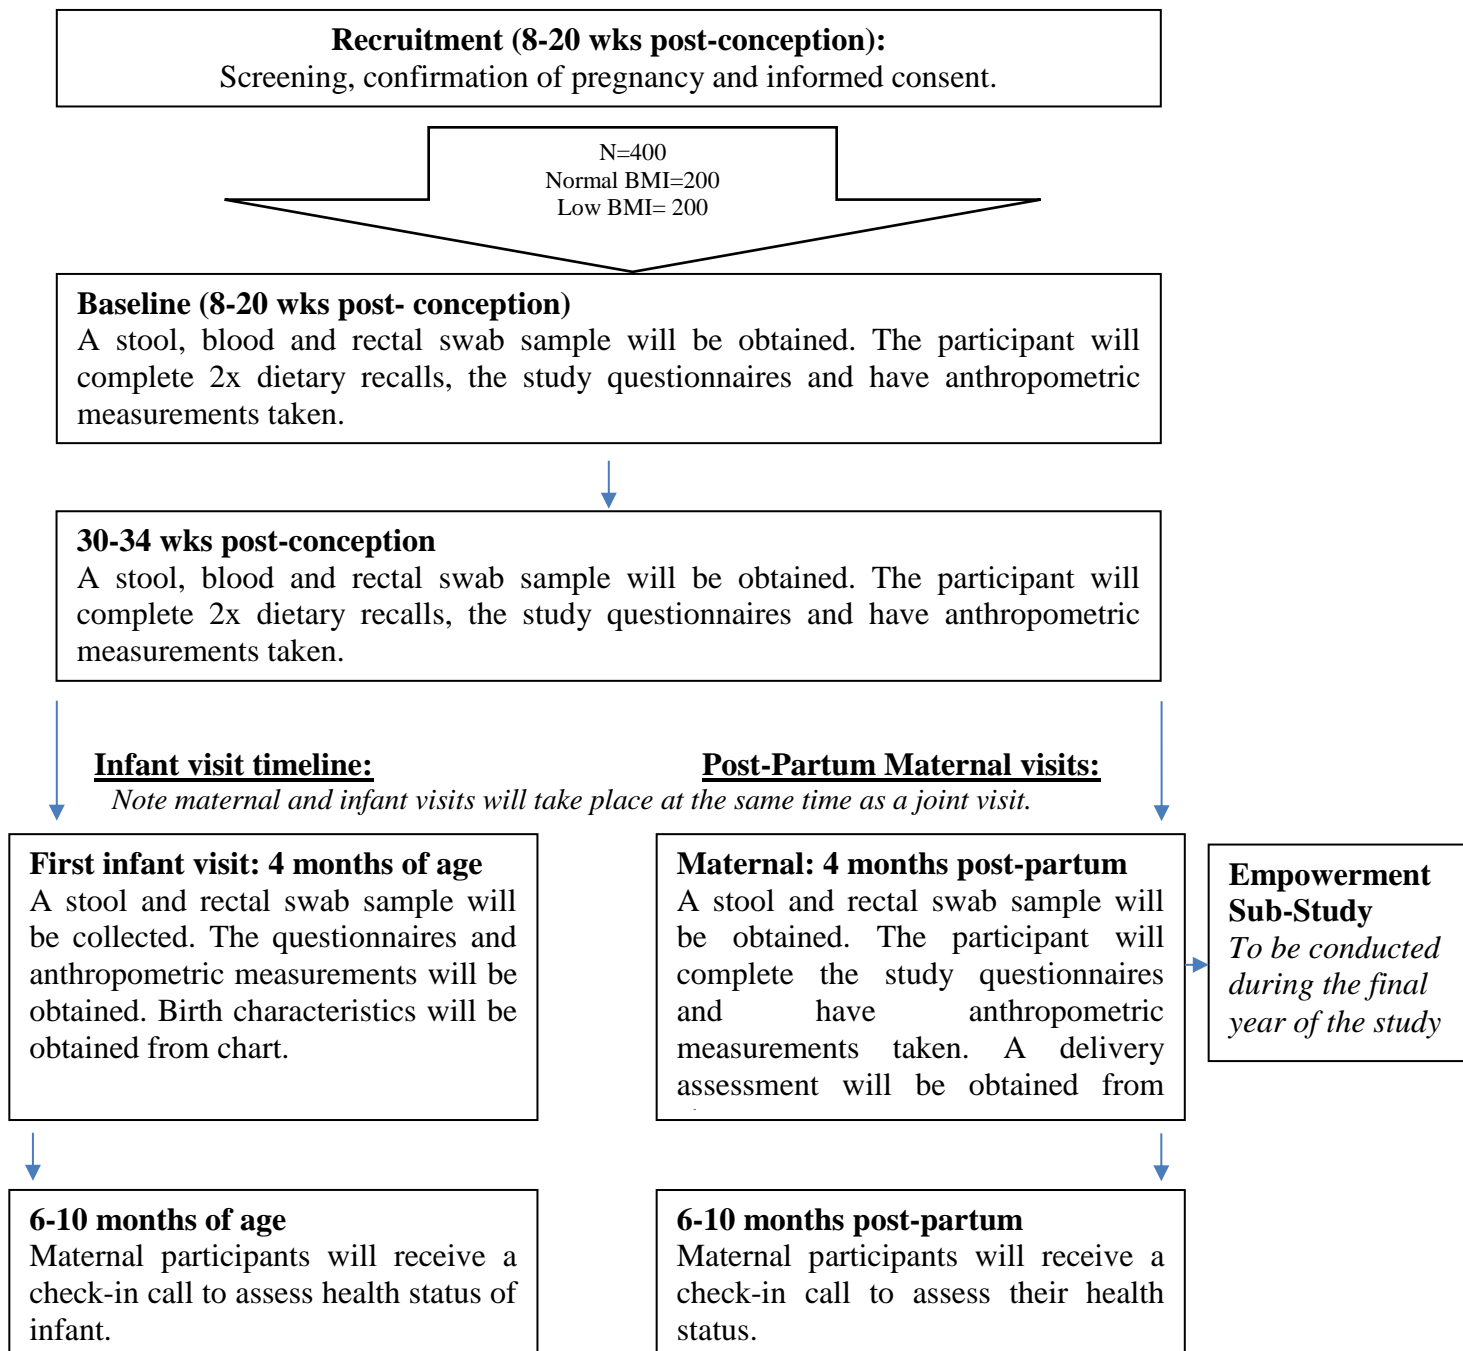 Recruitment (8-20 wks post-conception):
Screening, confirmation of pregnancy and informed consent.
N=400
Normal BMI=200
Low BMI= 200
Baseline (8-20 wks post- conception)
A stool, blood and rectal swab sample will be obtained. The participant will
complete 2x dietary recalls, the study questionnaires and have anthropometric
measurements taken.
30-34 wks post-conception
A stool, blood and rectal swab sample will be obtained. The participant will
complete 2x dietary recalls, the study questionnaires and have anthropometric
measurements taken.
Infant visit timeline:
Post-Partum Maternal visits:
Note maternal and infant visits will take place at the same time as a joint visit.
First infant visit: 4 months of age
A stool and rectal swab sample will
be collected. The questionnaires and
anthropometric measurements will be
obtained. Birth characteristics will be
obtained from chart.
Maternal: 4 months post-partum
A stool and rectal swab sample will
be obtained. The participant will
complete the study questionnaires
and have anthropometric
measurements taken. A delivery
assessment will be obtained from
Empowerment
Sub-Study
To be conducted
during the final
year of the study
6-10 months of age
Maternal participants will receive a
check-in call to assess health status of
infant.
6-10 months post-partum
Maternal participants will receive a
check-in call to assess their health
status.